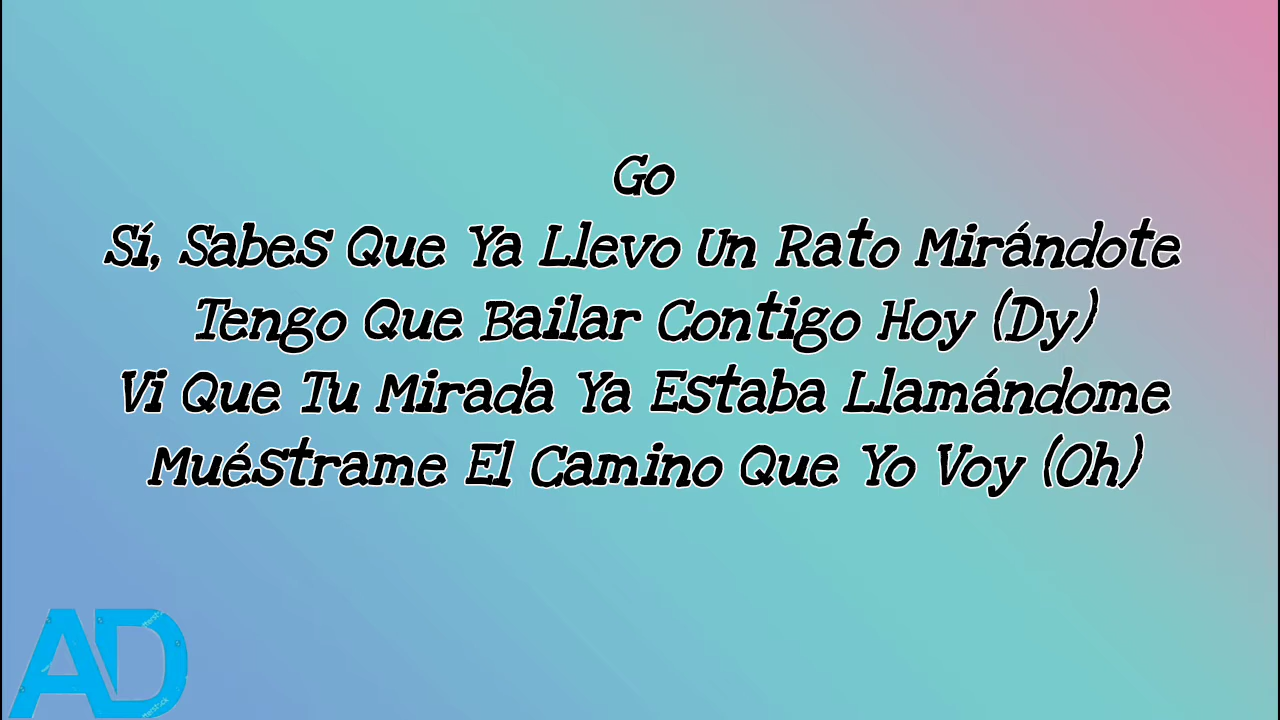 Go
Sí, Sabes Que Ya Llevo Un Rato Mirándote
Tengo Que Bailar Contigo Hoy (Dy)
Vi Que Tu Mirada Ya Estaba Llamándome
Muéstrame El Camino Que Yo Voy (Oh)
AD